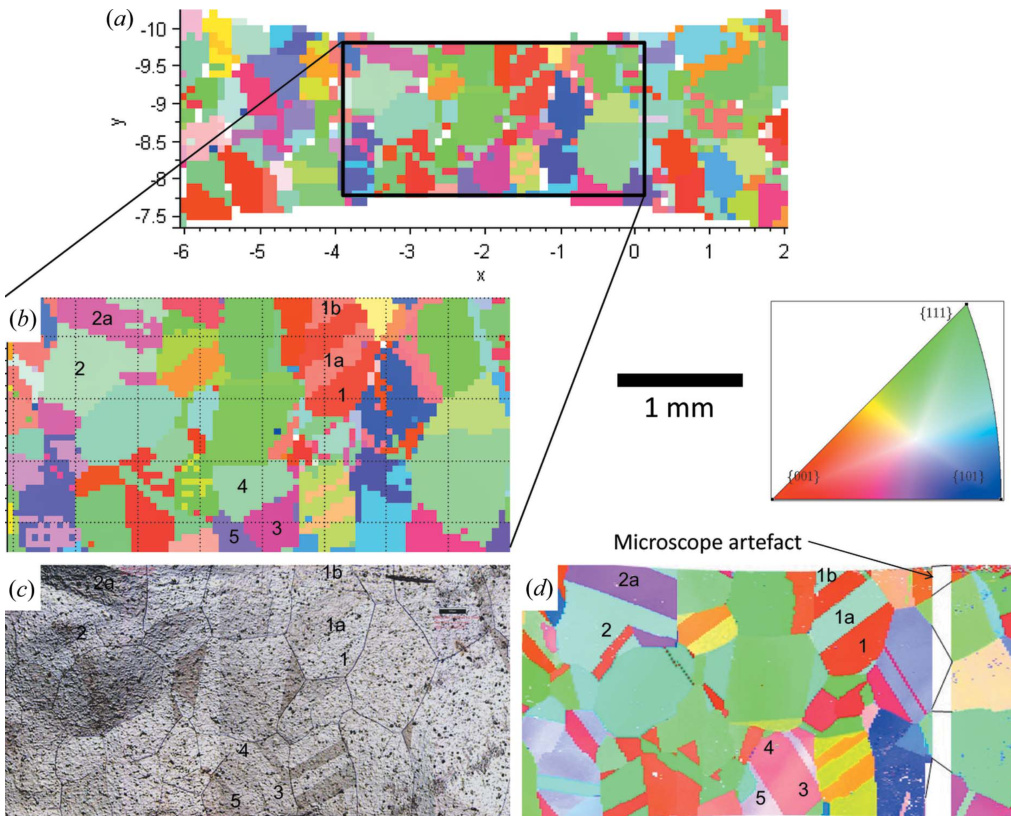 (a)
-10
-9.5
-9
-8.5
-8
-7.5
y
-6 -5 -4 -3 -2 -1 0 1 2
x
(b)
2a
1b
2
1a
1
4
5
3
{111}
{001}
{101}
1 mm
Microscope artefact
(c)
2a
1b
2
1a
1
4
5
3
(d)
2a
1b
1a
2
1
4
5
3